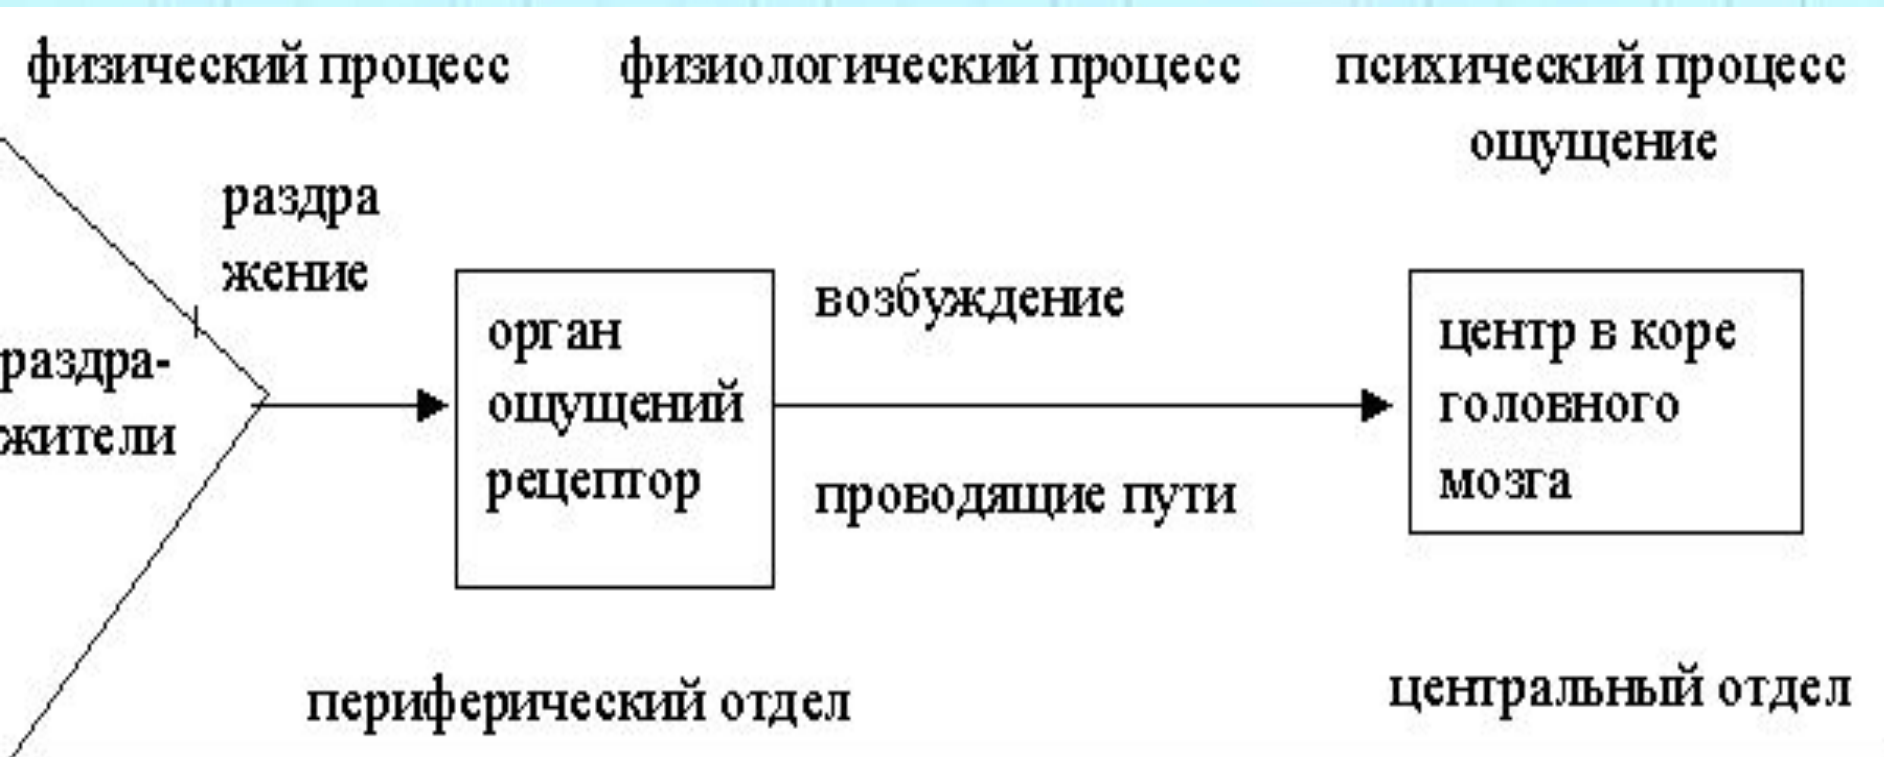 физический процесс
физиологический процесс
психический процесс
ощущение
раздра
жение
раздра-
жители
орган
ощущений
рецептор
возбуждение
проводящие пути
центр в коре
головного
мозга
периферический отдел
центральный отдел